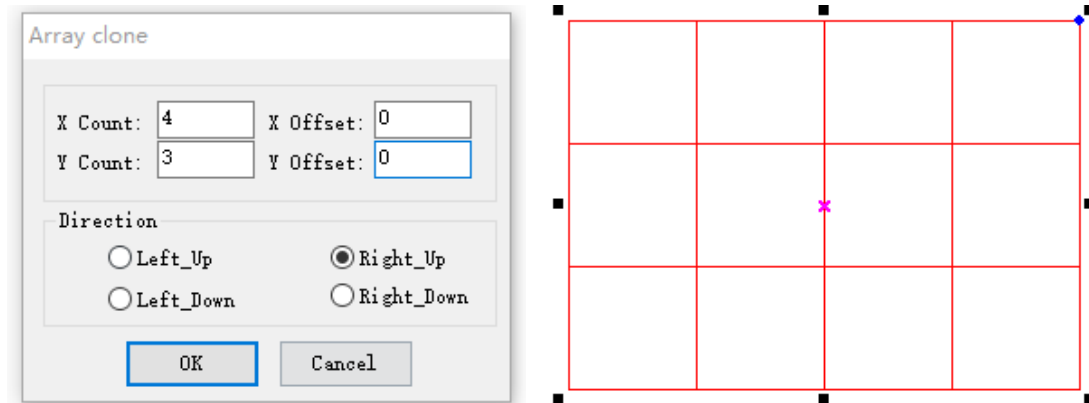 Array clone
X Count: 4 X Offset: 0
Y Count: 3 Y Offset: 0
Direction
Left_Up Right_Up
Left_Down Right_Down
OK Cancel